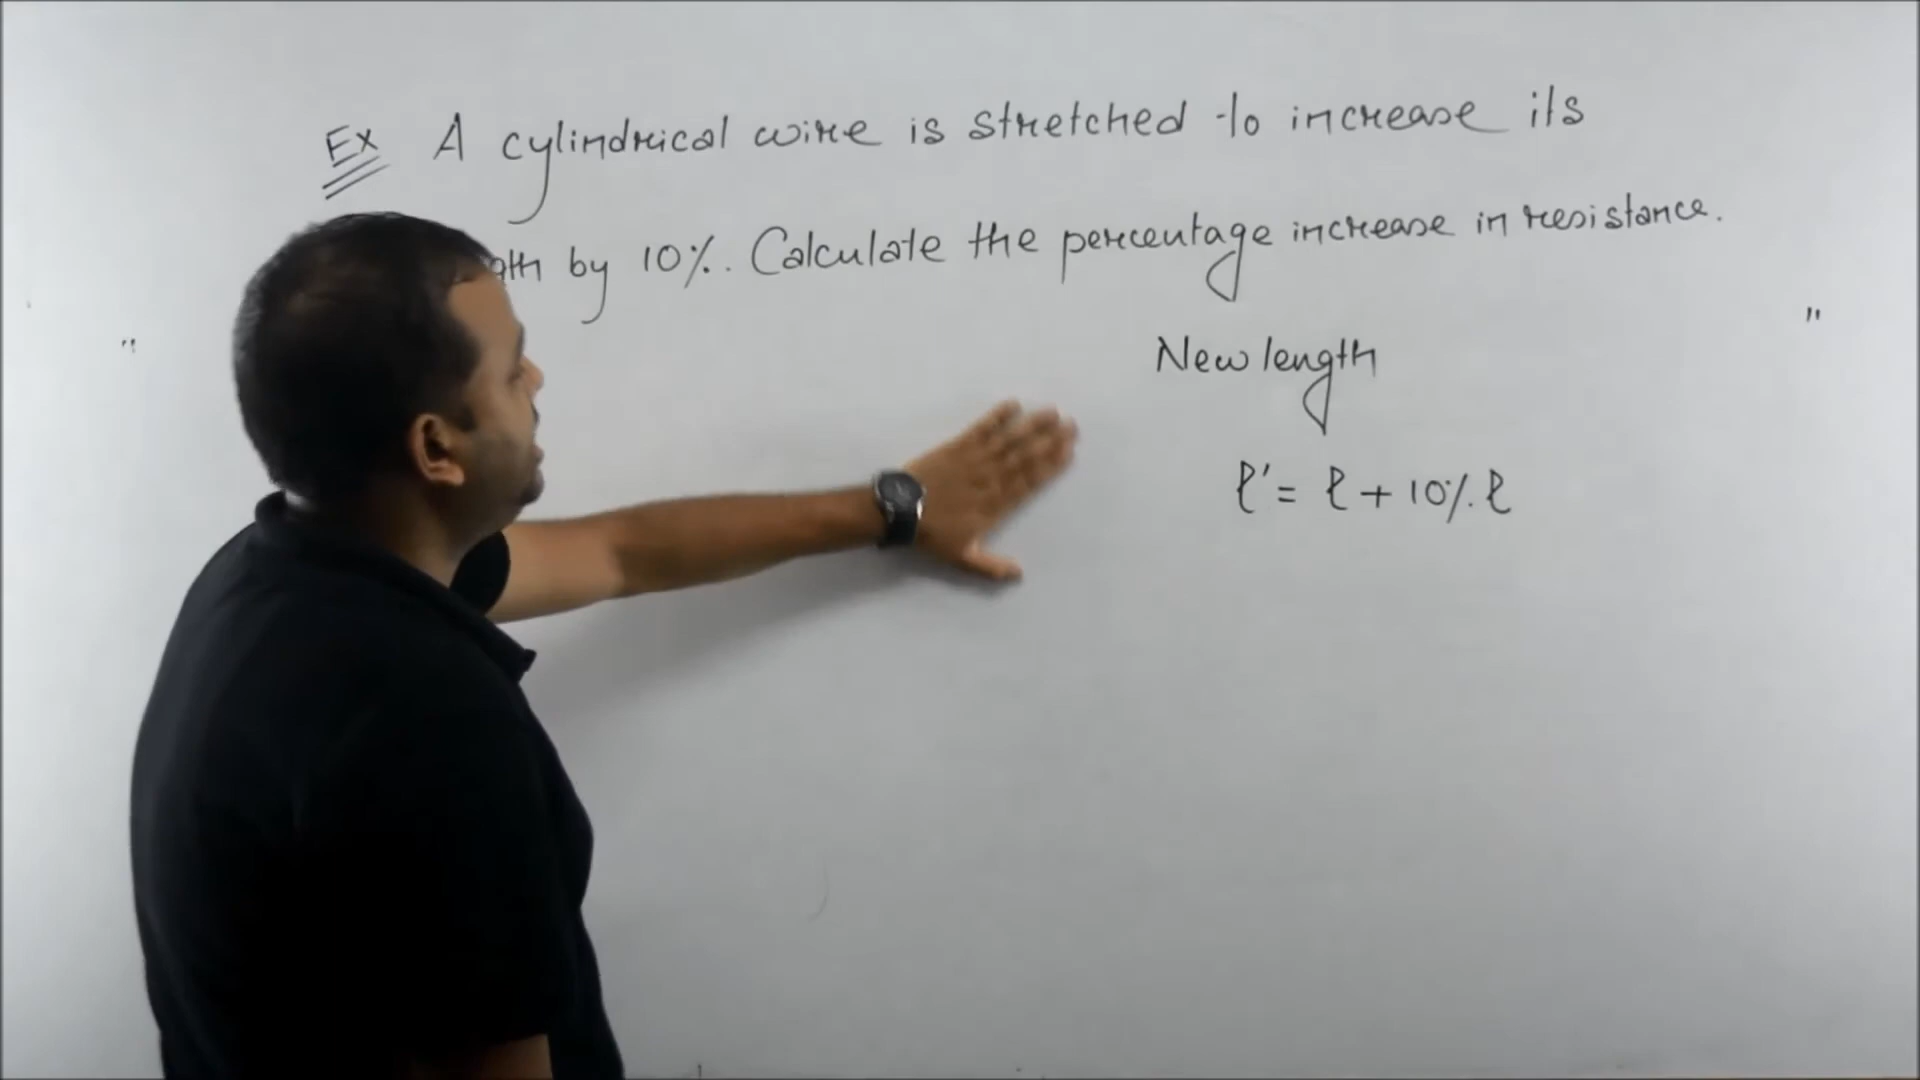 Ex A cylindrical wire is stretched to increase its
by 10%. Calculate the percentage increase in resistance.
New length
l' = l + 10% l